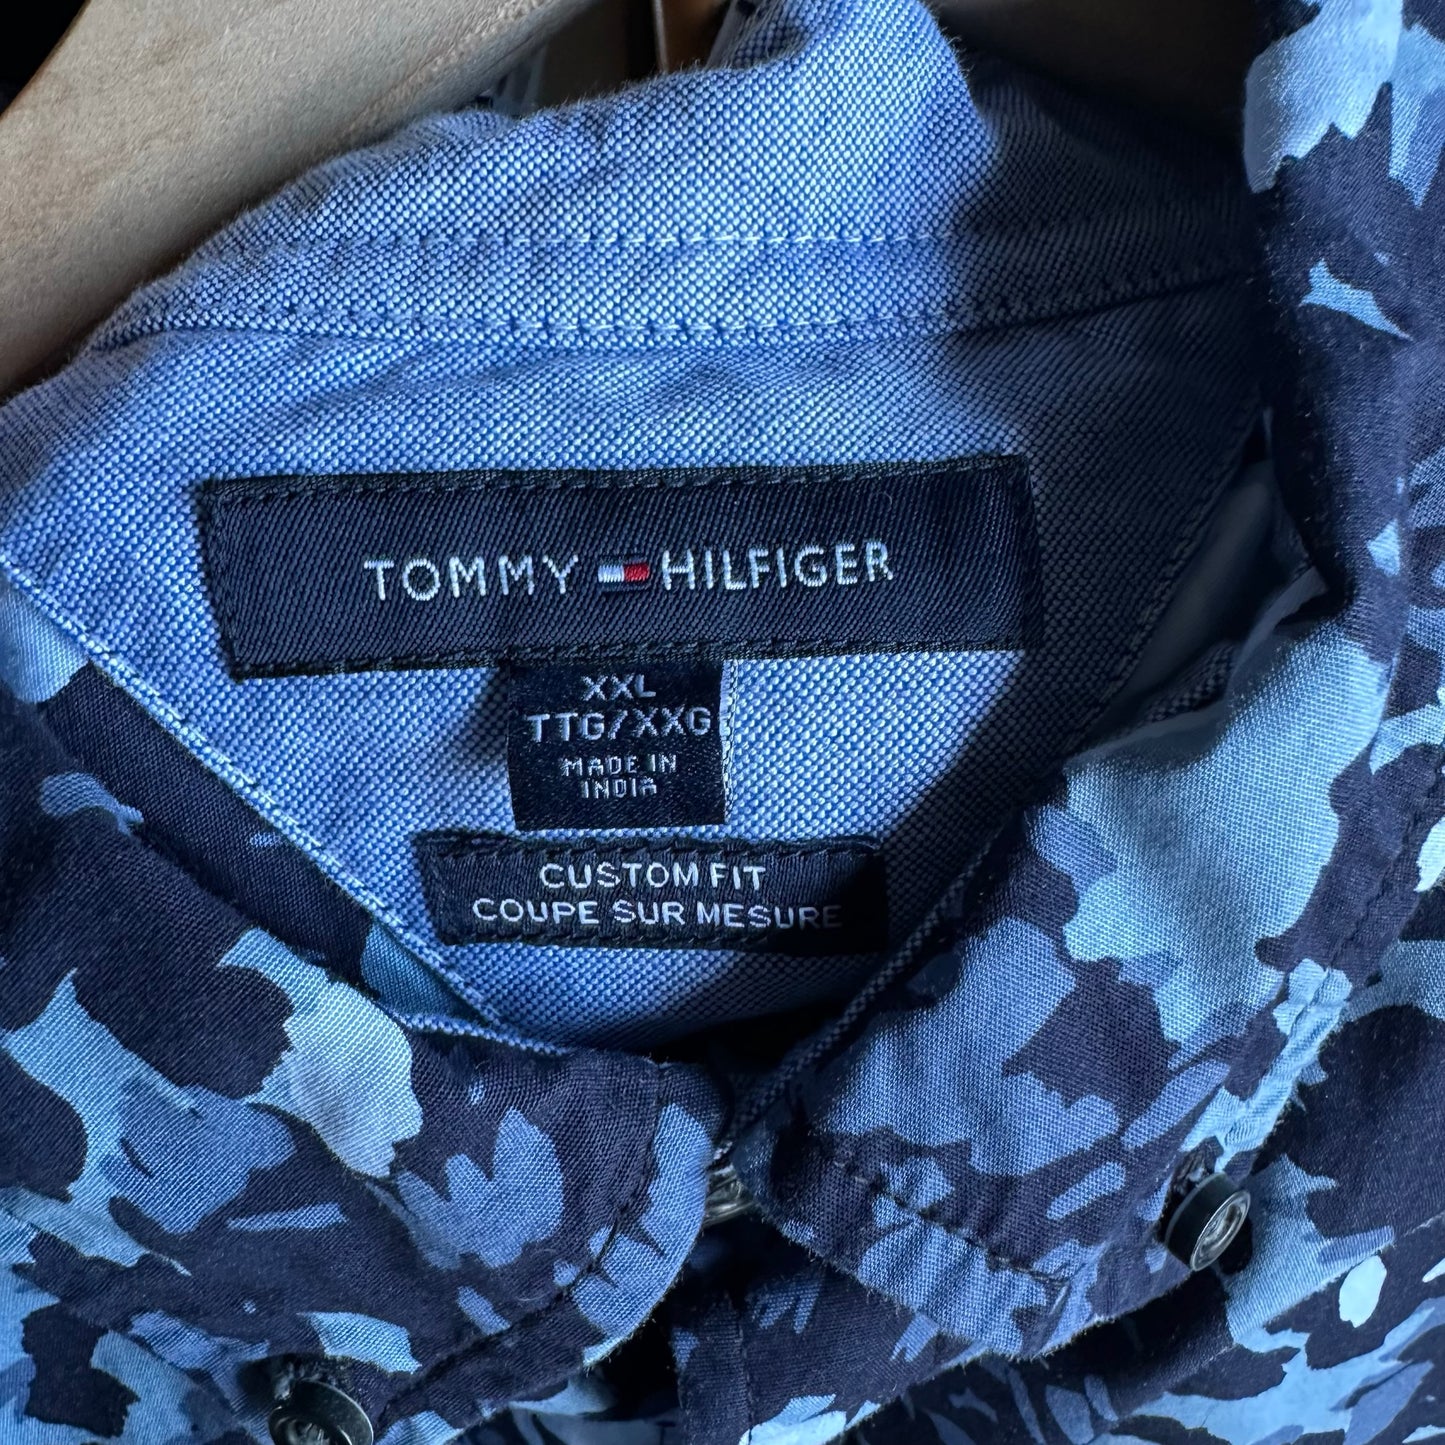 TOMMY HILFIGER
XXL
TTG/XXG
MADE IN
INDIA
CUSTOM FIT
COUPE SUR MESURE